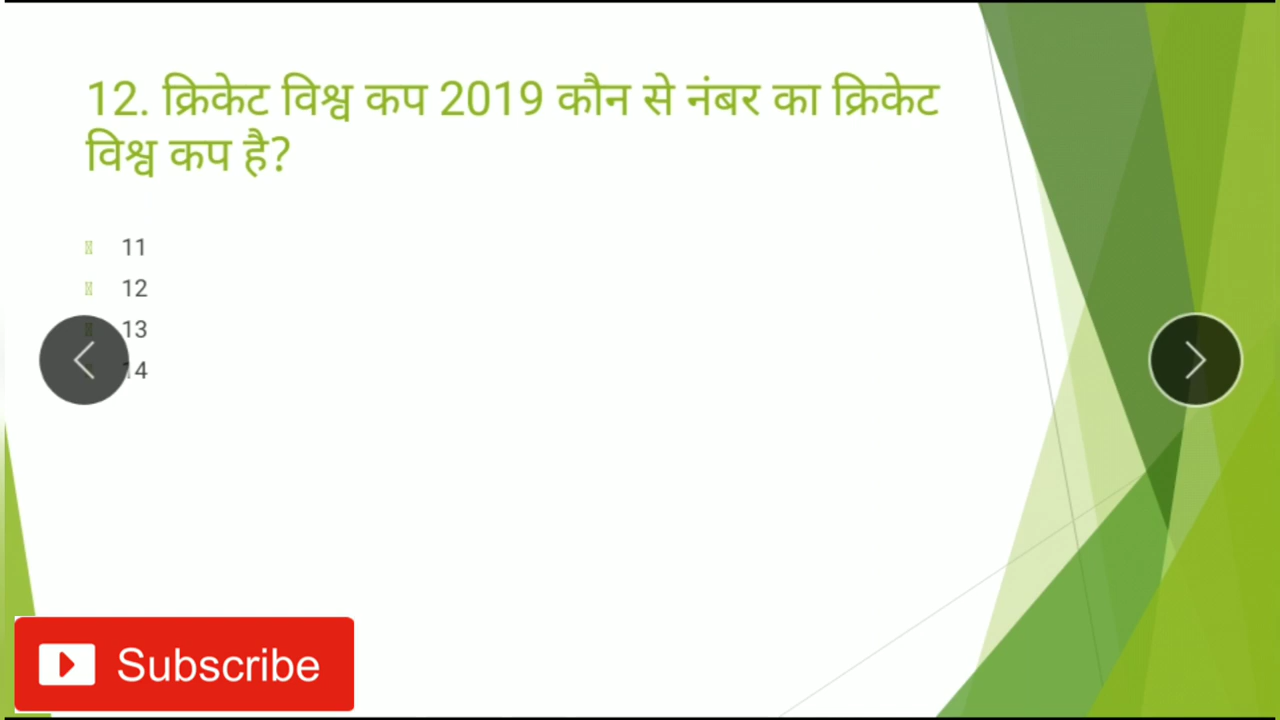 12. क्रिकेट विश्व कप 2019 कौन से नंबर का क्रिकेट
विश्व कप है?
11
12
13
14
Subscribe